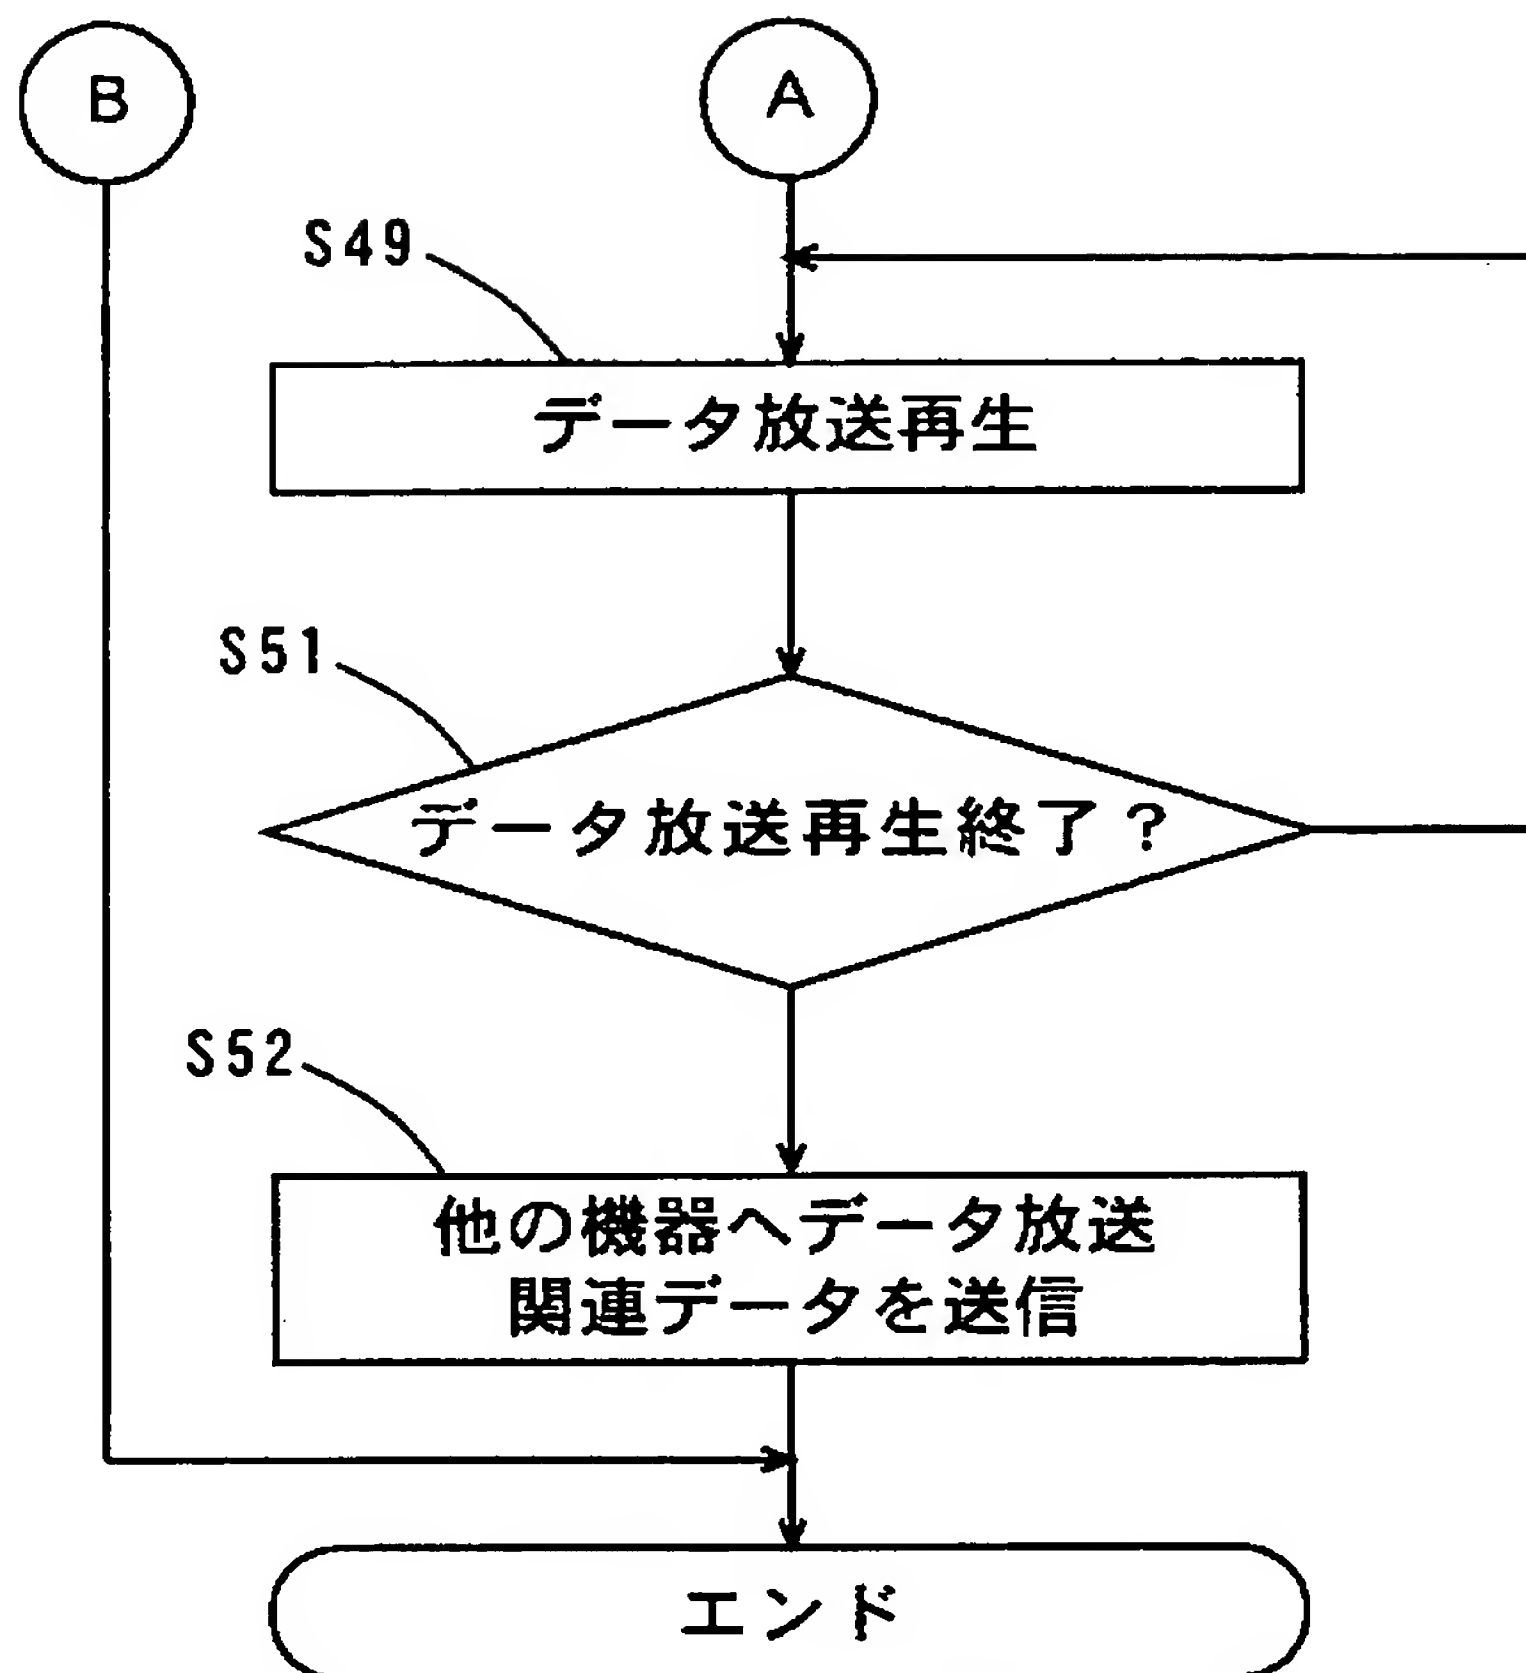 B
A
S49
データ放送再生
S51
データ放送再生終了？
S52
他の機器へデータ放送
関連データを送信
エンド